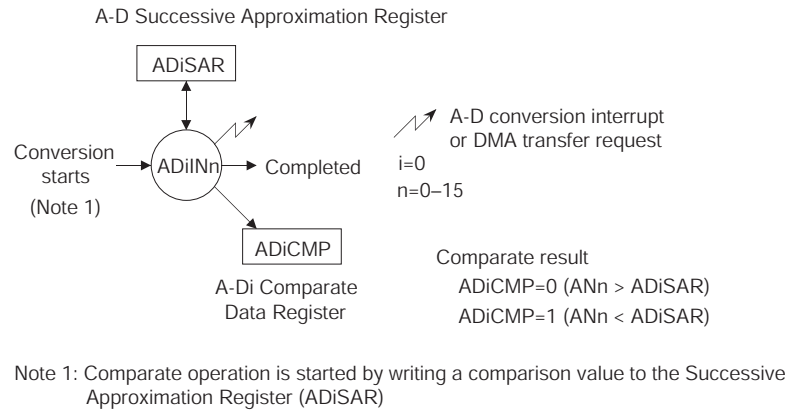 A-D Successive Approximation Register
ADiSAR
A-D conversion interrupt
or DMA transfer request
i=0
n=0–15
Conversion
starts
(Note 1)
ADiINn
Completed
ADiCMP
A-Di Comparate
Data Register
Comparate result
ADiCMP=0 (ANn > ADiSAR)
ADiCMP=1 (ANn < ADiSAR)
Note 1: Comparate operation is started by writing a comparison value to the Successive
Approximation Register (ADiSAR)